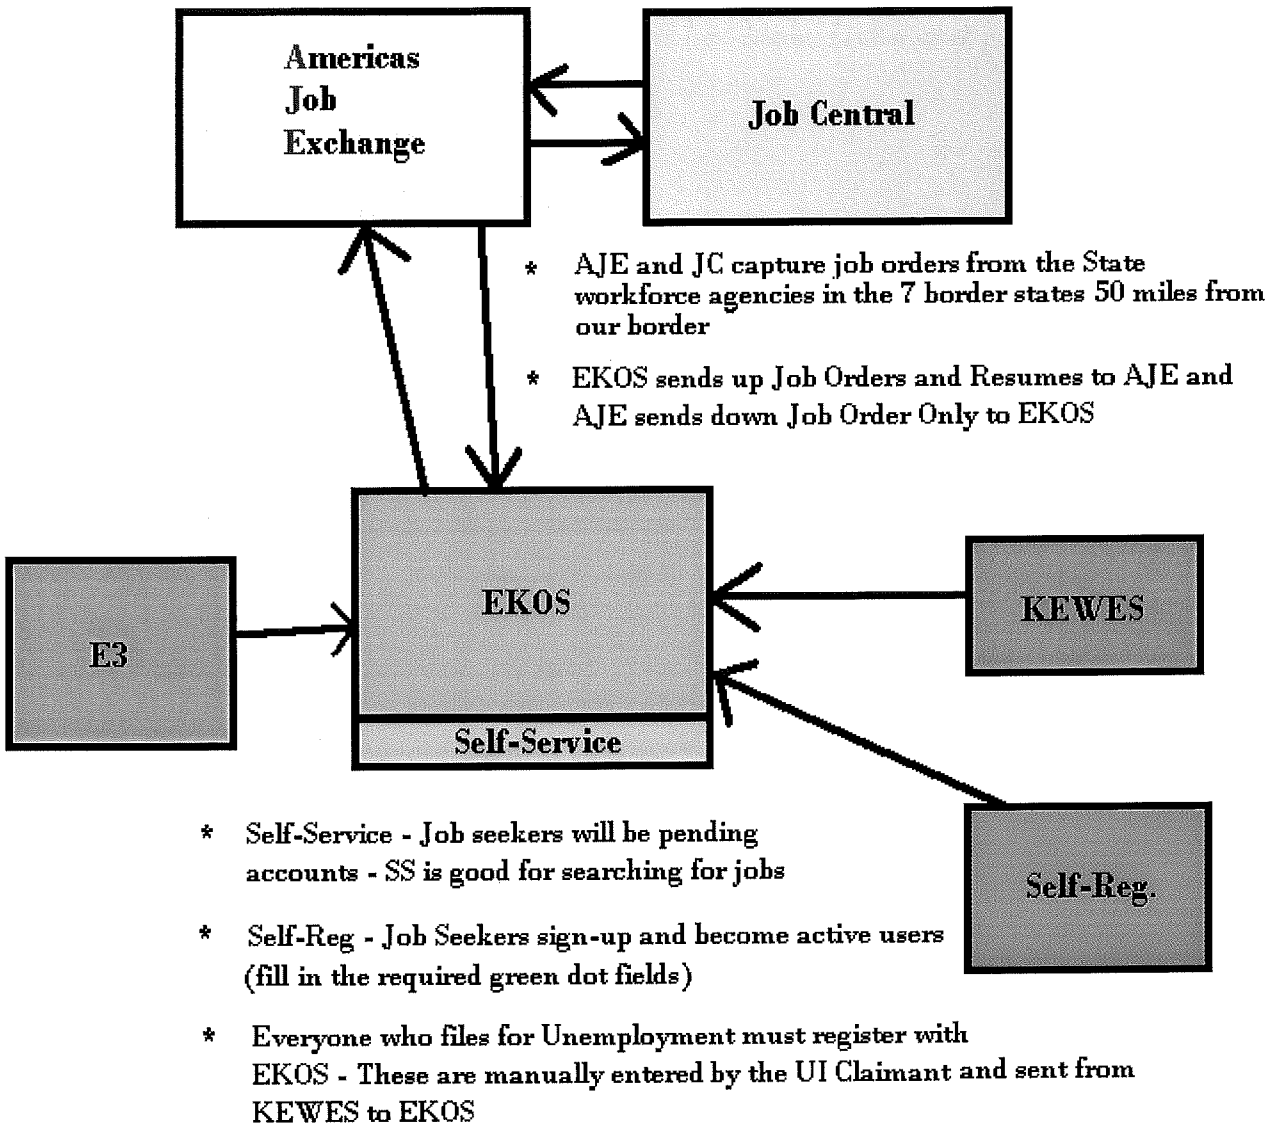 Americas
Job
Exchange
Job Central
* AJE and JC capture job orders from the State
workforce agencies in the 7 border states 50 miles from
our border
* EKOS sends up Job Orders and Resumes to AJE and
AJE sends down Job Order Only to EKOS
E3
EKOS
KEWES
Self-Service
Self-Reg.
* Self-Service - Job seekers will be pending
accounts - SS is good for searching for jobs
* Self-Reg - Job Seekers sign-up and become active users
(fill in the required green dot fields)
* Everyone who files for Unemployment must register with
EKOS - These are manually entered by the UI Claimant and sent from
KEWES to EKOS